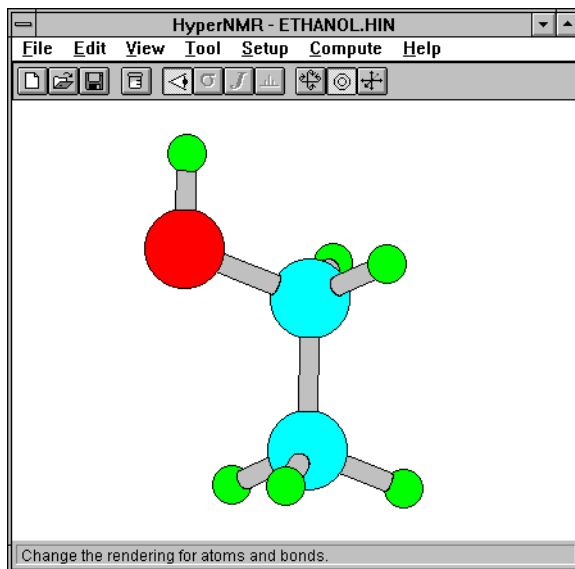 HyperNMR - ETHANOL.HIN
File Edit View Tool Setup Compute Help
σ J
Change the rendering for atoms and bonds.